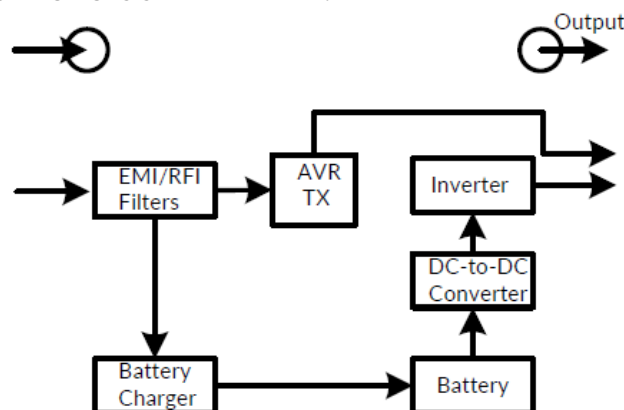 Output
EMI/RFI
Filters
AVR
TX
Inverter
DC-to-DC
Converter
Battery
Charger
Battery